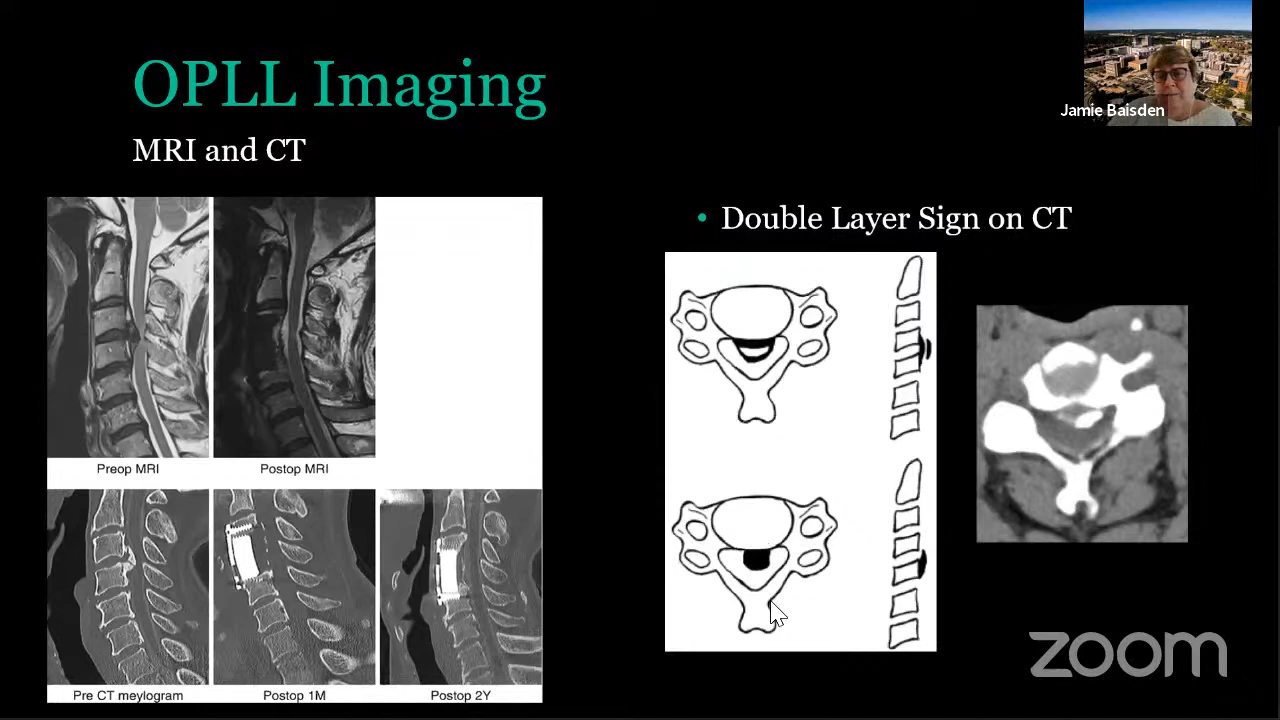 OPLL Imaging
MRI and CT
Jamie Baisden
• Double Layer Sign on CT
Preop MRI
Postop MRI
Pre CT meylogram
Postop 1M
Postop 2Y
zoom